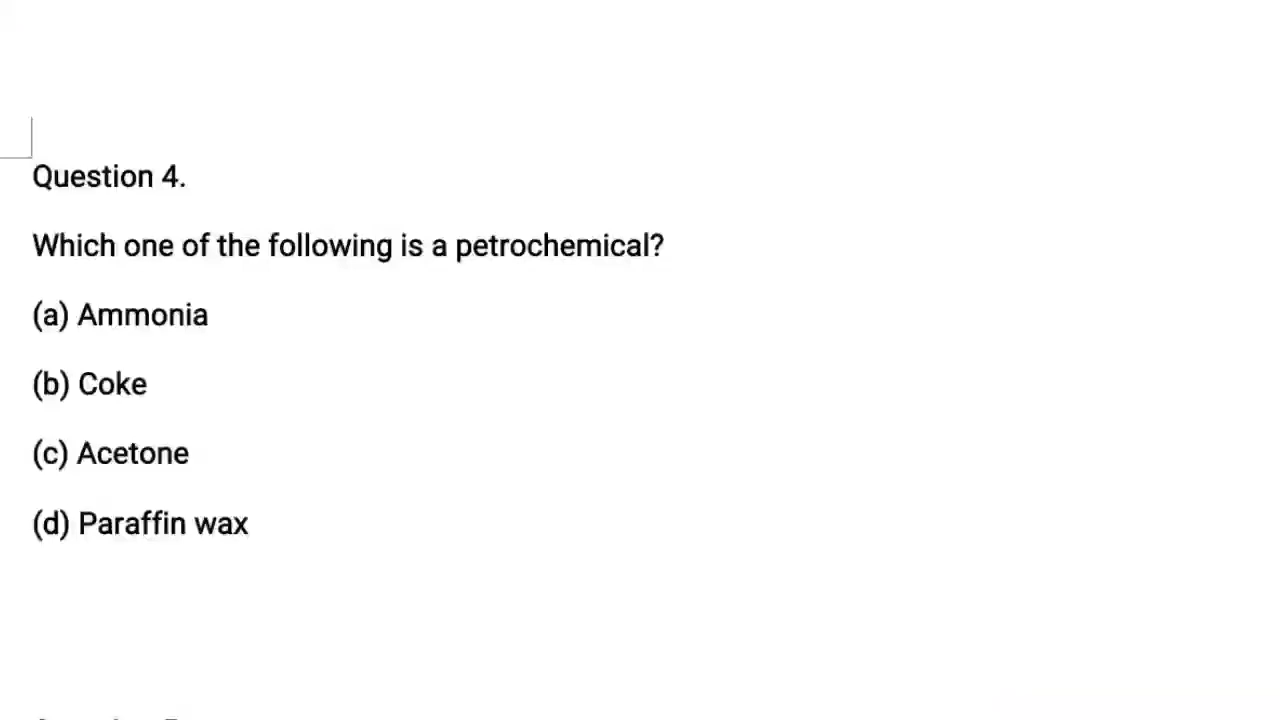 Question 4.
Which one of the following is a petrochemical?
(a) Ammonia
(b) Coke
(c) Acetone
(d) Paraffin wax